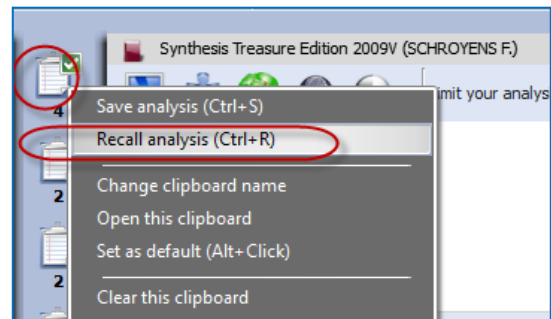 Synthesis Treasure Edition 2009V (SCHROYENS F.)
imit your analys
4
Save analysis (Ctrl+S)
Recall analysis (Ctrl+R)
2
Change clipboard name
Open this clipboard
Set as default (Alt+Click)
2
Clear this clipboard